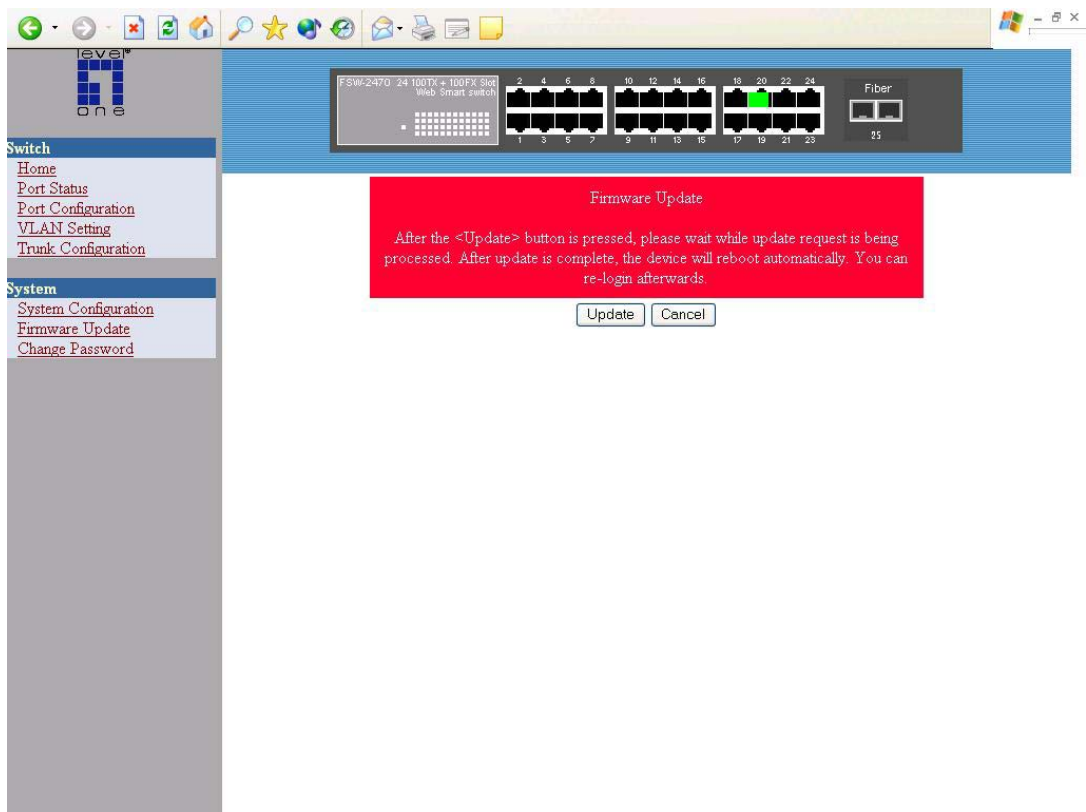 level
one
FSW-2470 24 100TX + 100FX Slot
Web Smart switch
2 4 6 8 10 12 14 16 18 20 22 24
1 3 5 7 9 11 13 15 17 19 21 23
Fiber
25
Switch
Home
Port Status
Port Configuration
VLAN Setting
Trunk Configuration
System
System Configuration
Firmware Update
Change Password
Firmware Update
After the <Update> button is pressed, please wait while update request is being
processed. After update is complete, the device will reboot automatically. You can
re-login afterwards.
Update Cancel